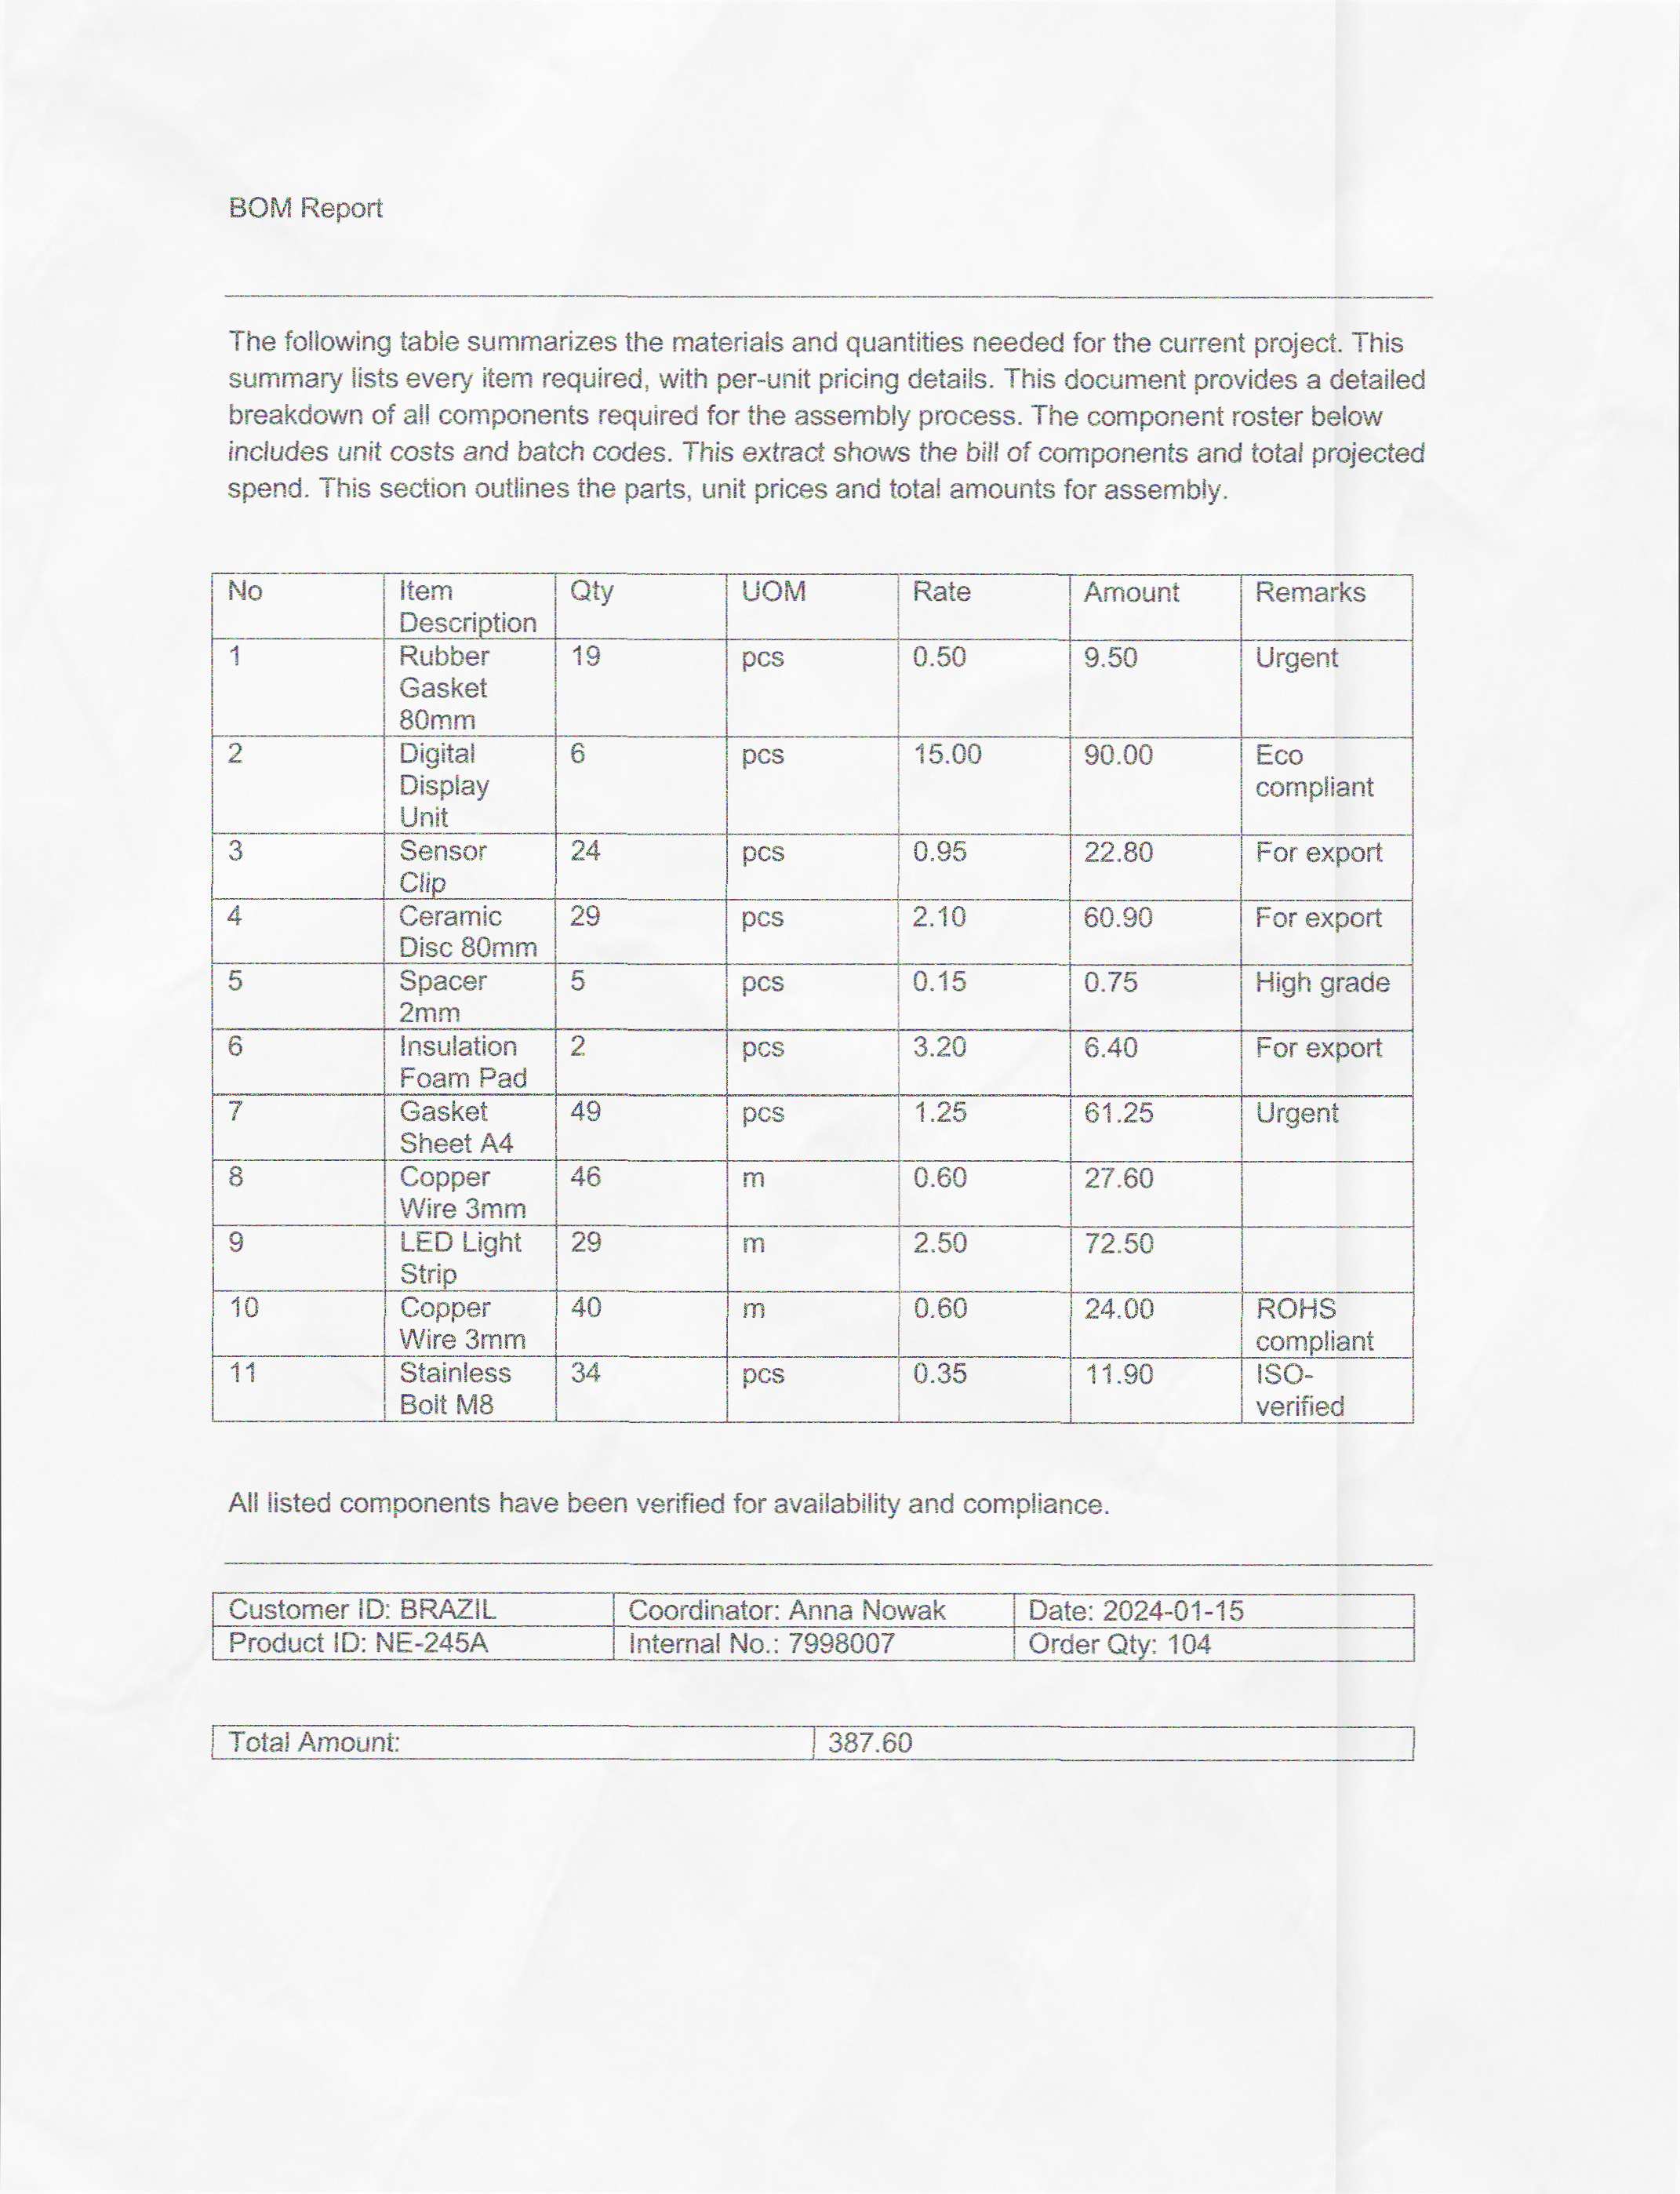 BOM Report
The following table summarizes the materials and quantities needed for the current project. This
summary lists every item required, with per-unit pricing details. This document provides a detailed
breakdown of all components required for the assembly process. The component roster below
includes unit costs and batch codes. This extract shows the bill of components and total projected
spend. This section outlines the parts, unit prices and total amounts for assembly.
No Item Qty UOM Rate Amount Remarks
Description
1 Rubber 19 pcs 0.50 9.50 Urgent
Gasket
80mm
2 Digital 6 pcs 15.00 90.00 Eco
Display compliant
Unit
3 Sensor 24 pcs 0.95 22.80 For export
Clip
4 Ceramic 29 pcs 2.10 60.90 For export
Disc 80mm
5 Spacer 5 pcs 0.15 0.75 High grade
2mm
6 Insulation 2 pcs 3.20 6.40 For export
Foam Pad
7 Gasket 49 pcs 1.25 61.25 Urgent
Sheet A4
8 Copper 46 m 0.60 27.60
Wire 3mm
9 LED Light 29 m 2.50 72.50
Strip
10 Copper 40 m 0.60 24.00 ROHS
Wire 3mm compliant
11 Stainless 34 pcs 0.35 11.90 ISO-
Bolt M8 verified
All listed components have been verified for availability and compliance.
Customer ID: BRAZIL Coordinator: Anna Nowak Date: 2024-01-15
Product ID: NE-245A Internal No.: 7998007 Order Qty: 104
Total Amount: 387.60